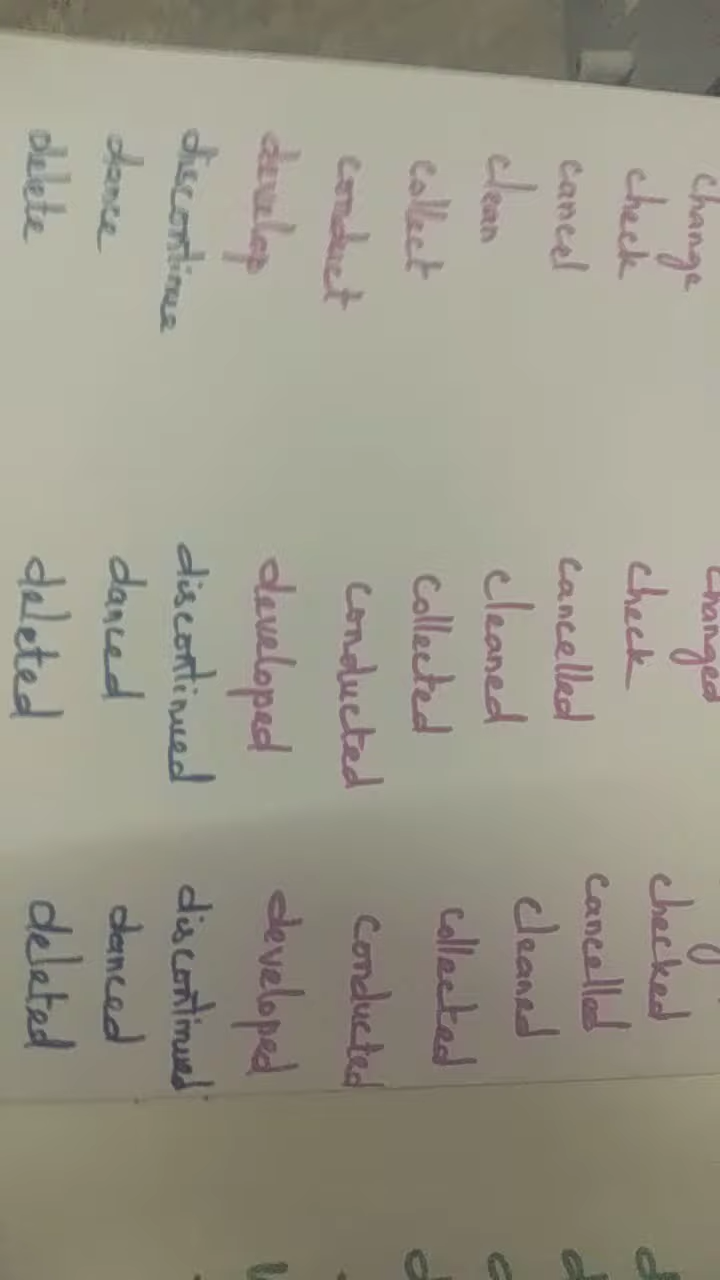 change changed
check check checked
cancel cancelled cancelled
clean cleaned cleaned
collect collected collected
conduct conducted conducted
develop developed developed
discontinue discontinued discontinued
dance danced danced
delete deleted deleted